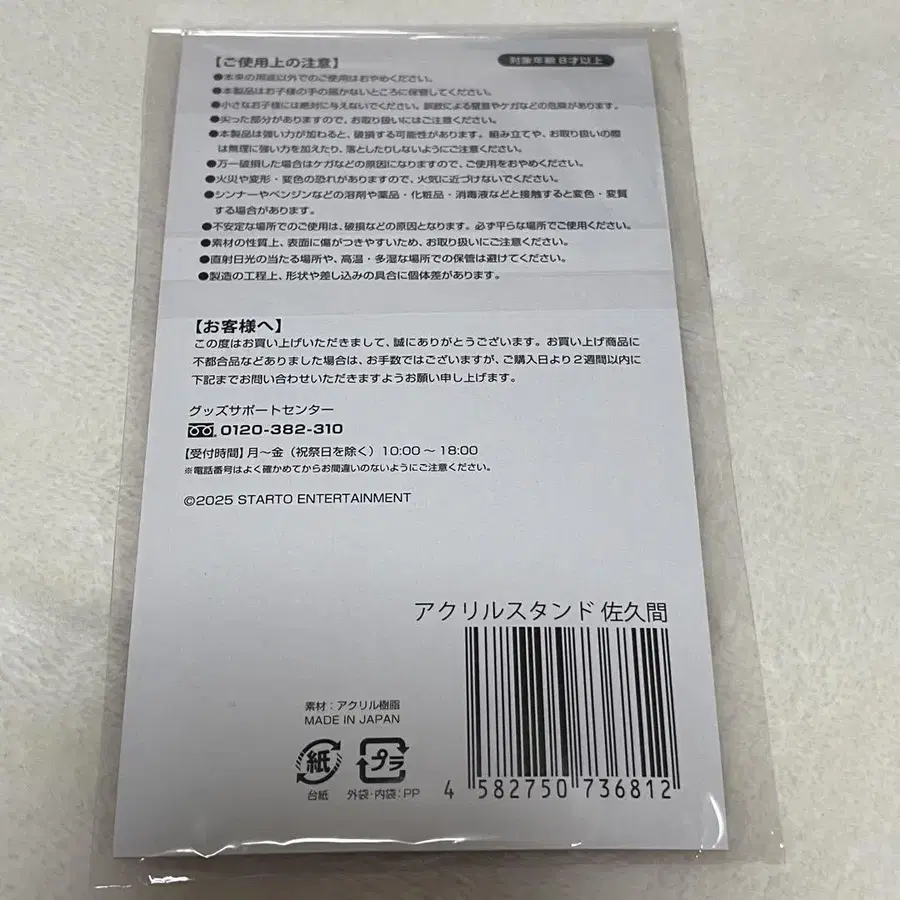 【ご使用上の注意】
対象年齢 8才以上
●本来の用途以外でのご使用はおやめください。
●本製品はお子様の手の届かないところに保管してください。
●小さなお子様には絶対に与えないでください。誤飲による窒息やケガなどの危険があります。
●尖った部分がありますので、お取り扱いにはご注意ください。
●本製品は強い力が加わると、破損する可能性があります。組み立てや、お取り扱いの際
は無理に強い力を加えたり、落としたりしないようにご注意ください。
●万一破損した場合はケガなどの原因になりますので、ご使用をおやめください。
●火災や変形・変色の恐れがありますので、火気に近づけないでください。
●シンナーやベンジンなどの溶剤や薬品・化粧品・消毒液などと接触すると変色・変質
する場合があります。
●不安定な場所でのご使用は、破損などの原因となります。必ず平らな場所でご使用ください。
●素材の性質上、表面に傷がつきやすいため、お取り扱いにご注意ください。
●直射日光の当たる場所や、高温・多湿な場所での保管は避けてください。
●製造の工程上、形状や差し込みの具合に個体差があります。
【お客様へ】
この度はお買い上げいただきまして、誠にありがとうございます。お買い上げ商品に
不都合品などありました場合は、お手数ではございますが、ご購入日より2週間以内に
下記までお問い合わせいただきますようお願い申し上げます。
グッズサポートセンター
0120-382-310
【受付時間】月～金（祝祭日を除く）10:00～18:00
※電話番号はよく確かめてからお間違いのないようにご注意ください。
©2025 STARTO ENTERTAINMENT
アクリルスタンド 佐久間
素材：アクリル樹脂
MADE IN JAPAN
紙
プラ
台紙
外袋・内袋：PP
4 582750 736812